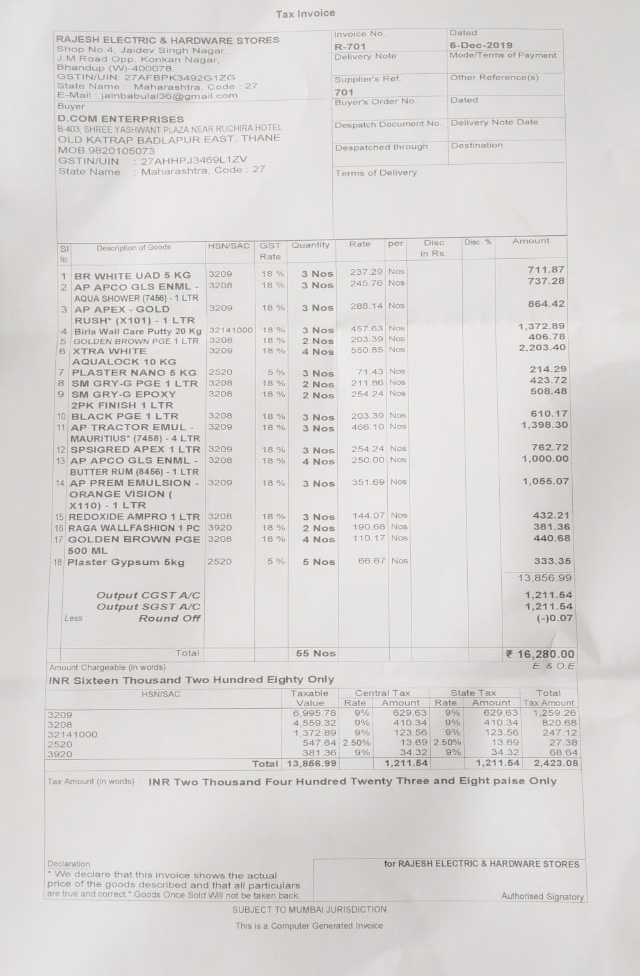 Tax Invoice
RAJESH ELECTRIC & HARDWARE STORES
Shop No.4, Jaidev Singh Nagar,
J.M.Road Opp. Konkan Nagar,
Bhandup (W)-400078.
GSTIN/UIN: 27AFBPK3492G1ZG
State Name : Maharashtra, Code : 27
E-Mail : jainbabulal36@gmail.com
Invoice No. Dated
R-701 6-Dec-2019
Delivery Note Mode/Terms of Payment
Supplier's Ref. Other Reference(s)
701
Buyer
D.COM ENTERPRISES
B-403, SHREE YASHWANT PLAZA NEAR RUCHIRA HOTEL
OLD KATRAP BADLAPUR EAST, THANE
MOB.9820105073
GSTIN/UIN : 27AHHPJ3469L1ZV
State Name : Maharashtra, Code : 27
Buyer's Order No. Dated
Despatch Document No. Delivery Note Date
Despatched through Destination
Terms of Delivery
Sl No Description of Goods HSN/SAC GST Rate Quantity Rate per Disc in Rs. Disc. % Amount
1 BR WHITE UAD 5 KG 3209 18 % 3 Nos 237.29 Nos 711.87
2 AP APCO GLS ENML - 3208 18 % 3 Nos 245.76 Nos 737.28
AQUA SHOWER (7456) - 1 LTR
3 AP APEX - GOLD 3209 18 % 3 Nos 288.14 Nos 864.42
RUSH* (X101) - 1 LTR
4 Birla Wall Care Putty 20 Kg 32141000 18 % 3 Nos 457.63 Nos 1,372.89
5 GOLDEN BROWN PGE 1 LTR 3208 18 % 2 Nos 203.39 Nos 406.78
6 XTRA WHITE 3209 18 % 4 Nos 550.85 Nos 2,203.40
AQUALOCK 10 KG
7 PLASTER NANO 5 KG 2520 5 % 3 Nos 71.43 Nos 214.29
8 SM GRY-G PGE 1 LTR 3208 18 % 2 Nos 211.86 Nos 423.72
9 SM GRY-G EPOXY 3208 18 % 2 Nos 254.24 Nos 508.48
2PK FINISH 1 LTR
10 BLACK PGE 1 LTR 3208 18 % 3 Nos 203.39 Nos 610.17
11 AP TRACTOR EMUL - 3209 18 % 3 Nos 466.10 Nos 1,398.30
MAURITIUS* (7458) - 4 LTR
12 SPSIGRED APEX 1 LTR 3209 18 % 3 Nos 254.24 Nos 762.72
13 AP APCO GLS ENML - 3208 18 % 4 Nos 250.00 Nos 1,000.00
BUTTER RUM (8456) - 1 LTR
14 AP PREM EMULSION - 3209 18 % 3 Nos 351.69 Nos 1,055.07
ORANGE VISION (
X110) - 1 LTR
15 REDOXIDE AMPRO 1 LTR 3208 18 % 3 Nos 144.07 Nos 432.21
16 RAGA WALLFASHION 1 PC 3920 18 % 2 Nos 190.68 Nos 381.36
17 GOLDEN BROWN PGE 3208 18 % 4 Nos 110.17 Nos 440.68
500 ML
18 Plaster Gypsum 5kg 2520 5 % 5 Nos 66.67 Nos 333.35
13,856.99
Output CGST A/C 1,211.54
Output SGST A/C 1,211.54
Less : Round Off (-)0.07
Total 55 Nos ₹ 16,280.00
Amount Chargeable (in words) E. & O.E
INR Sixteen Thousand Two Hundred Eighty Only
HSN/SAC Taxable Value Central Tax Rate Amount State Tax Rate Amount Total Tax Amount
3209 6,995.78 9% 629.63 9% 629.63 1,259.26
3208 4,559.32 9% 410.34 9% 410.34 820.68
32141000 1,372.89 9% 123.56 9% 123.56 247.12
2520 547.64 2.50% 13.69 2.50% 13.69 27.38
3920 381.36 9% 34.32 9% 34.32 68.64
Total 13,856.99 1,211.54 1,211.54 2,423.08
Tax Amount (in words) : INR Two Thousand Four Hundred Twenty Three and Eight paise Only
Declaration
" We declare that this invoice shows the actual
price of the goods described and that all particulars
are true and correct." Goods Once Sold Will not be taken back.
for RAJESH ELECTRIC & HARDWARE STORES
Authorised Signatory
SUBJECT TO MUMBAI JURISDICTION
This is a Computer Generated Invoice